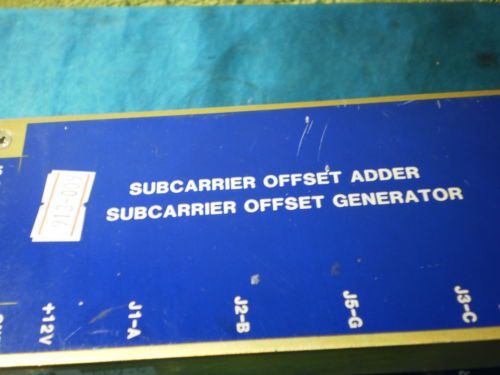 SUBCARRIER OFFSET ADDER
SUBCARRIER OFFSET GENERATOR
+12V
J1-A
J2-B
J5-G
J3-C